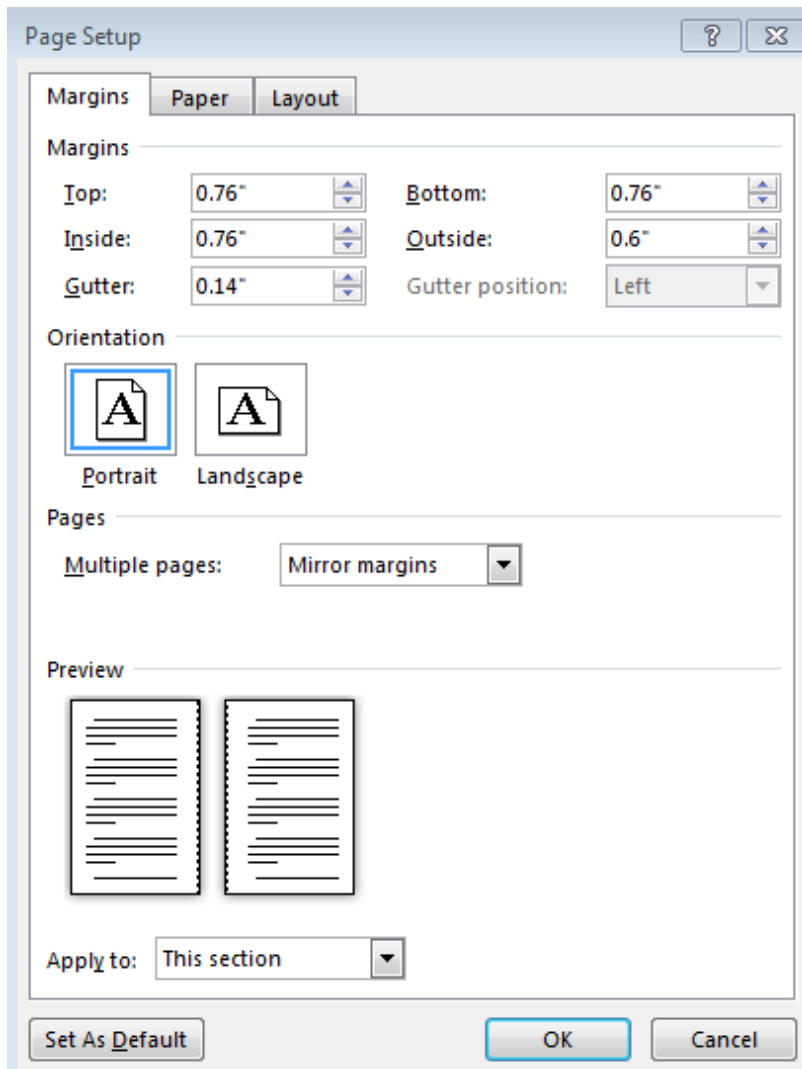 Page Setup
Margins Paper Layout
Margins
Top: 0.76" Bottom: 0.76"
Inside: 0.76" Outside: 0.6"
Gutter: 0.14" Gutter position: Left
Orientation
A A
Portrait Landscape
Pages
Multiple pages: Mirror margins
Preview
Apply to: This section
Set As Default OK Cancel